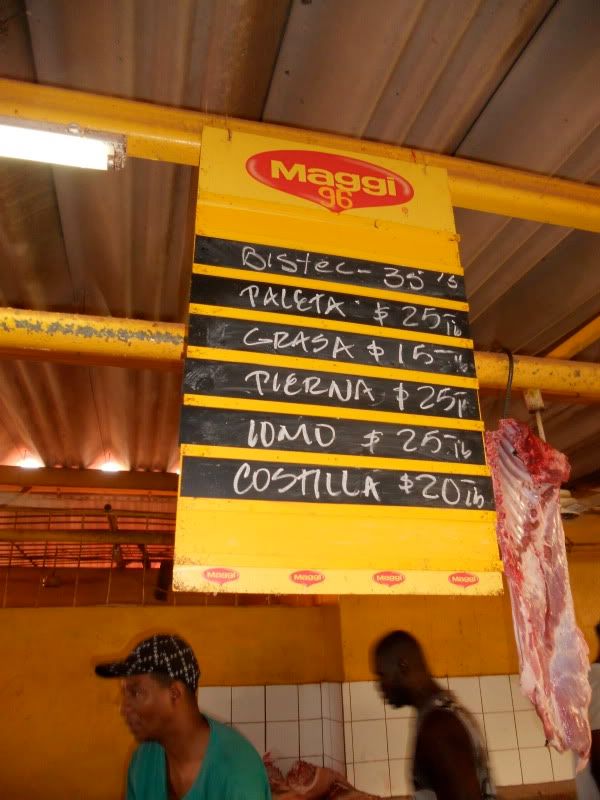 Maggi
96
BISTEC - 35 lb
PALETA $25 lb
GRASA $15 lb
PIERNA $25 lb
LOMO $25 lb
COSTILLA $20 lb
Maggi Maggi Maggi Maggi